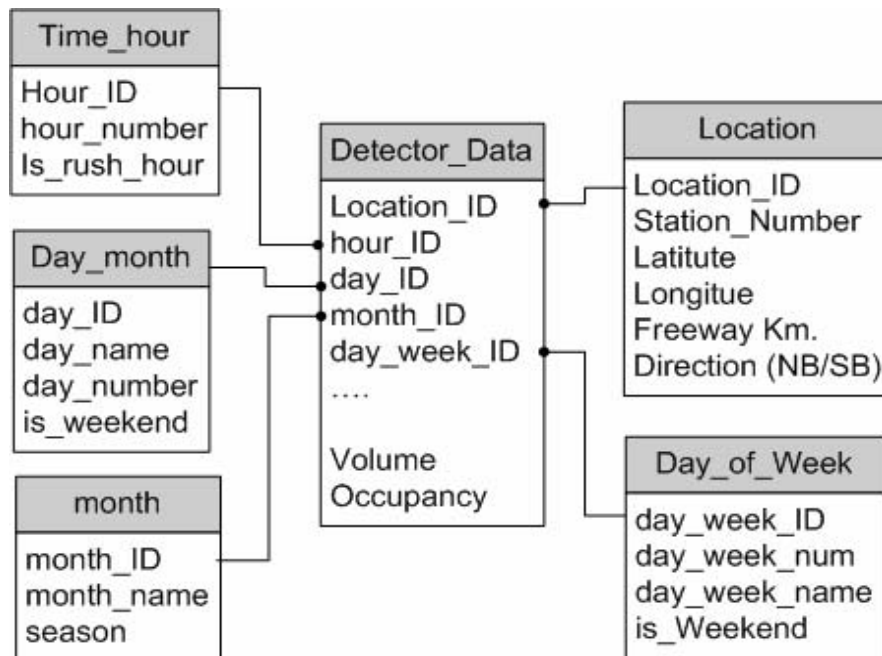 Time_hour
Hour_ID
hour_number
Is_rush_hour
Day_month
day_ID
day_name
day_number
is_weekend
month
month_ID
month_name
season
Detector_Data
Location_ID
hour_ID
day_ID
month_ID
day_week_ID
....
Volume
Occupancy
Location
Location_ID
Station_Number
Latitute
Longitue
Freeway Km.
Direction (NB/SB)
Day_of_Week
day_week_ID
day_week_num
day_week_name
is_Weekend